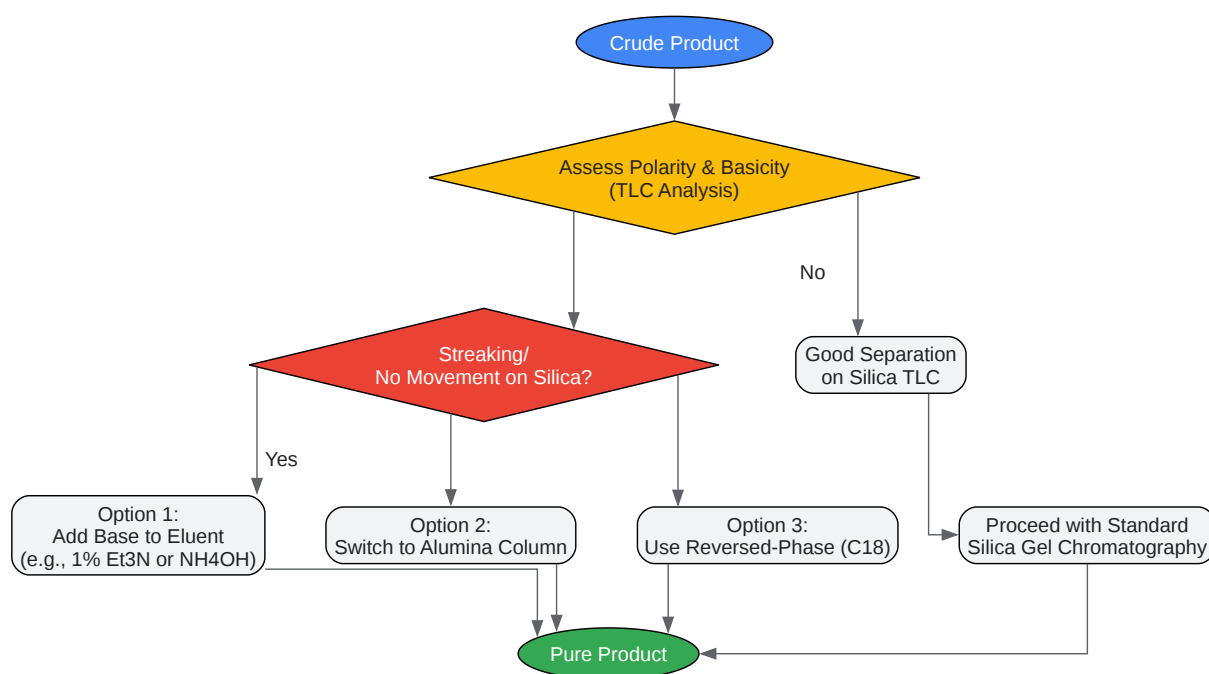 Crude Product
Assess Polarity & Basicity
(TLC Analysis)
No
Streaking/
No Movement on Silica?
Good Separation
on Silica TLC
Yes
Option 1:
Add Base to Eluent
(e.g., 1% Et3N or NH4OH)
Option 2:
Switch to Alumina Column
Option 3:
Use Reversed-Phase (C18)
Proceed with Standard
Silica Gel Chromatography
Pure Product